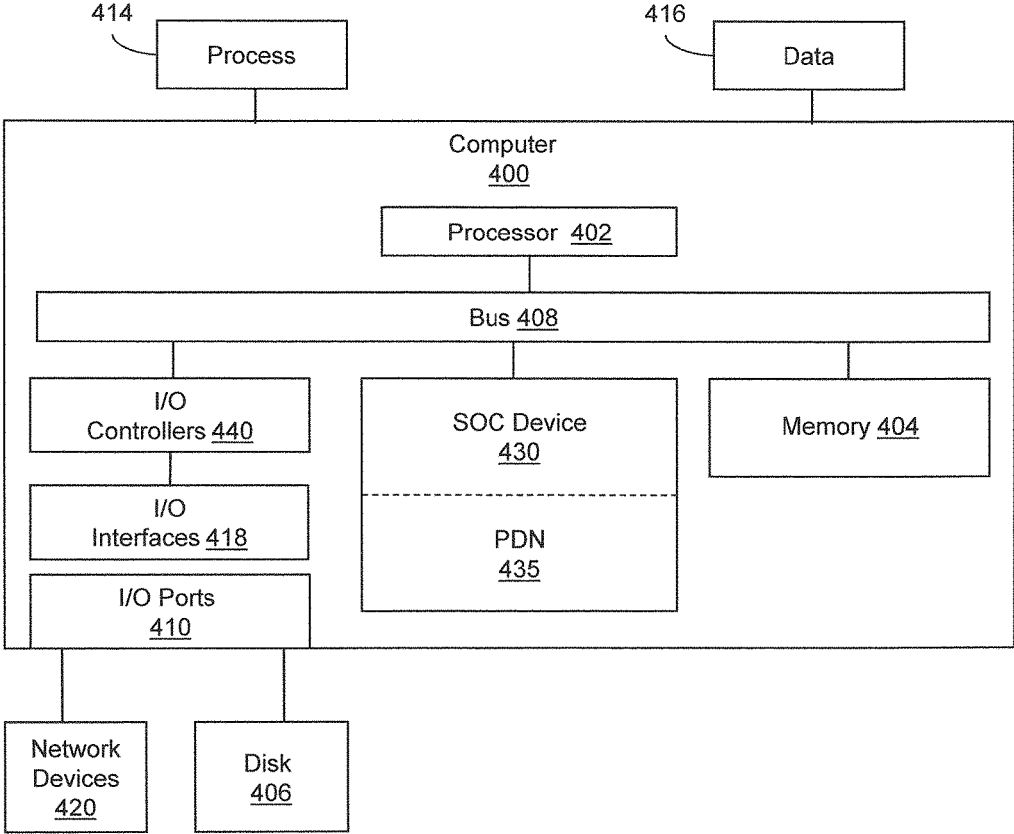 414
Process
416
Data
Computer
400
Processor 402
Bus 408
I/O
Controllers 440
SOC Device
430
Memory 404
I/O
Interfaces 418
PDN
435
I/O Ports
410
Network
Devices
420
Disk
406